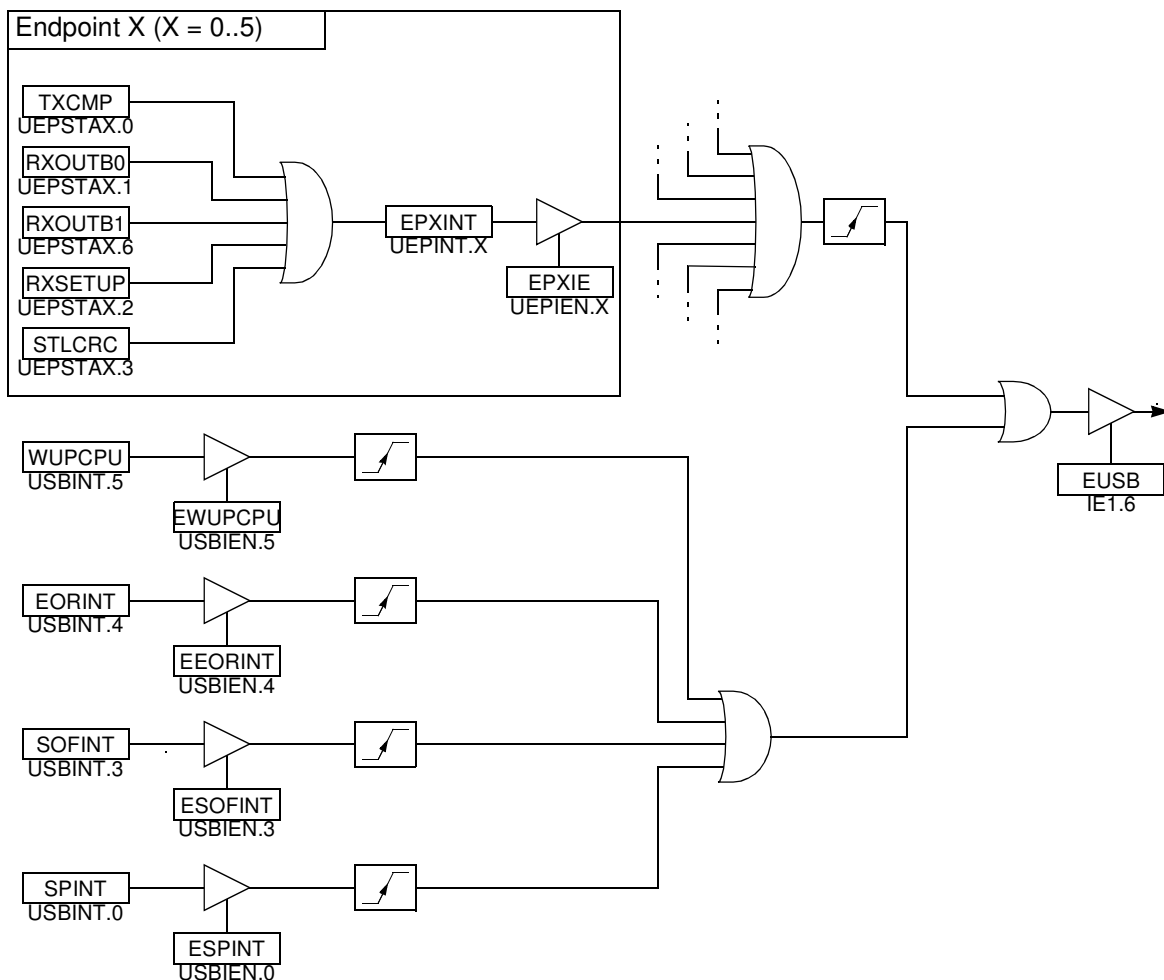 Endpoint X (X = 0..5)
TXCMP
UEPSTAX.0
RXOUTB0
UEPSTAX.1
RXOUTB1
UEPSTAX.6
RXSETUP
UEPSTAX.2
STLCRC
UEPSTAX.3
EPXINT
UEPINT.X
EPXIE
UEPIEN.X
WUPCPU
USBINT.5
EWUPCPU
USBIEN.5
EUSB
IE1.6
EORINT
USBINT.4
EEORINT
USBIEN.4
SOFINT
USBINT.3
ESOFINT
USBIEN.3
SPINT
USBINT.0
ESPINT
USBIEN.0